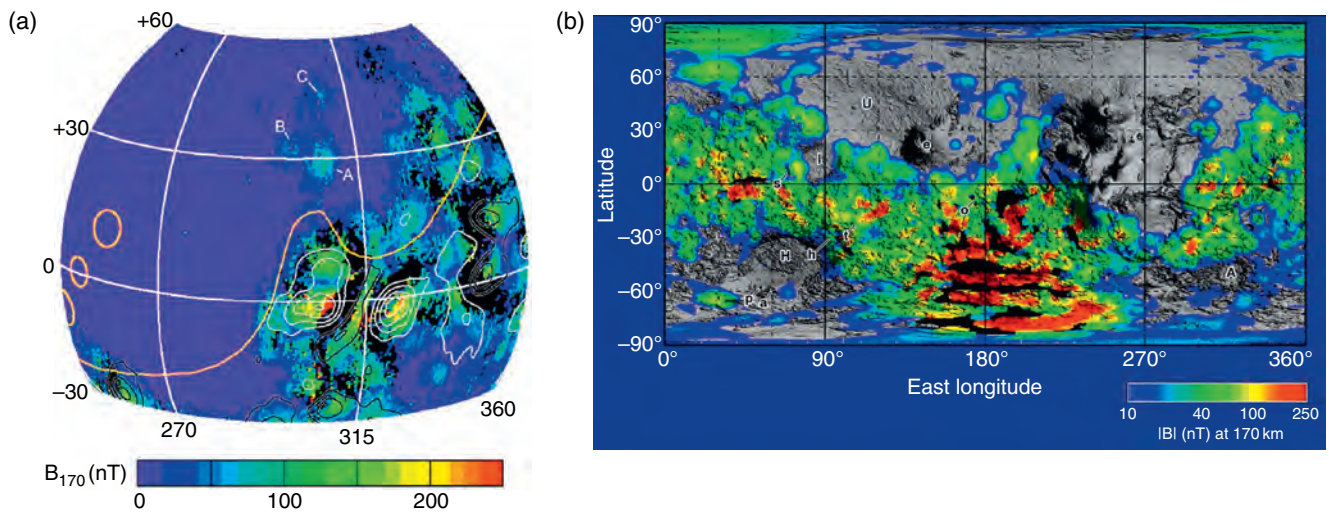 (a)
+60
C
B
+30
A
0
–30
270
315
360
B170 (nT)
0
100
200
(b)
90°
60°
30°
0°
–30°
–60°
–90°
Latitude
U
e
I
s
o
t
H
h
A
p
a
0°
90°
180°
270°
360°
East longitude
10
40
100
250
|B| (nT) at 170 km